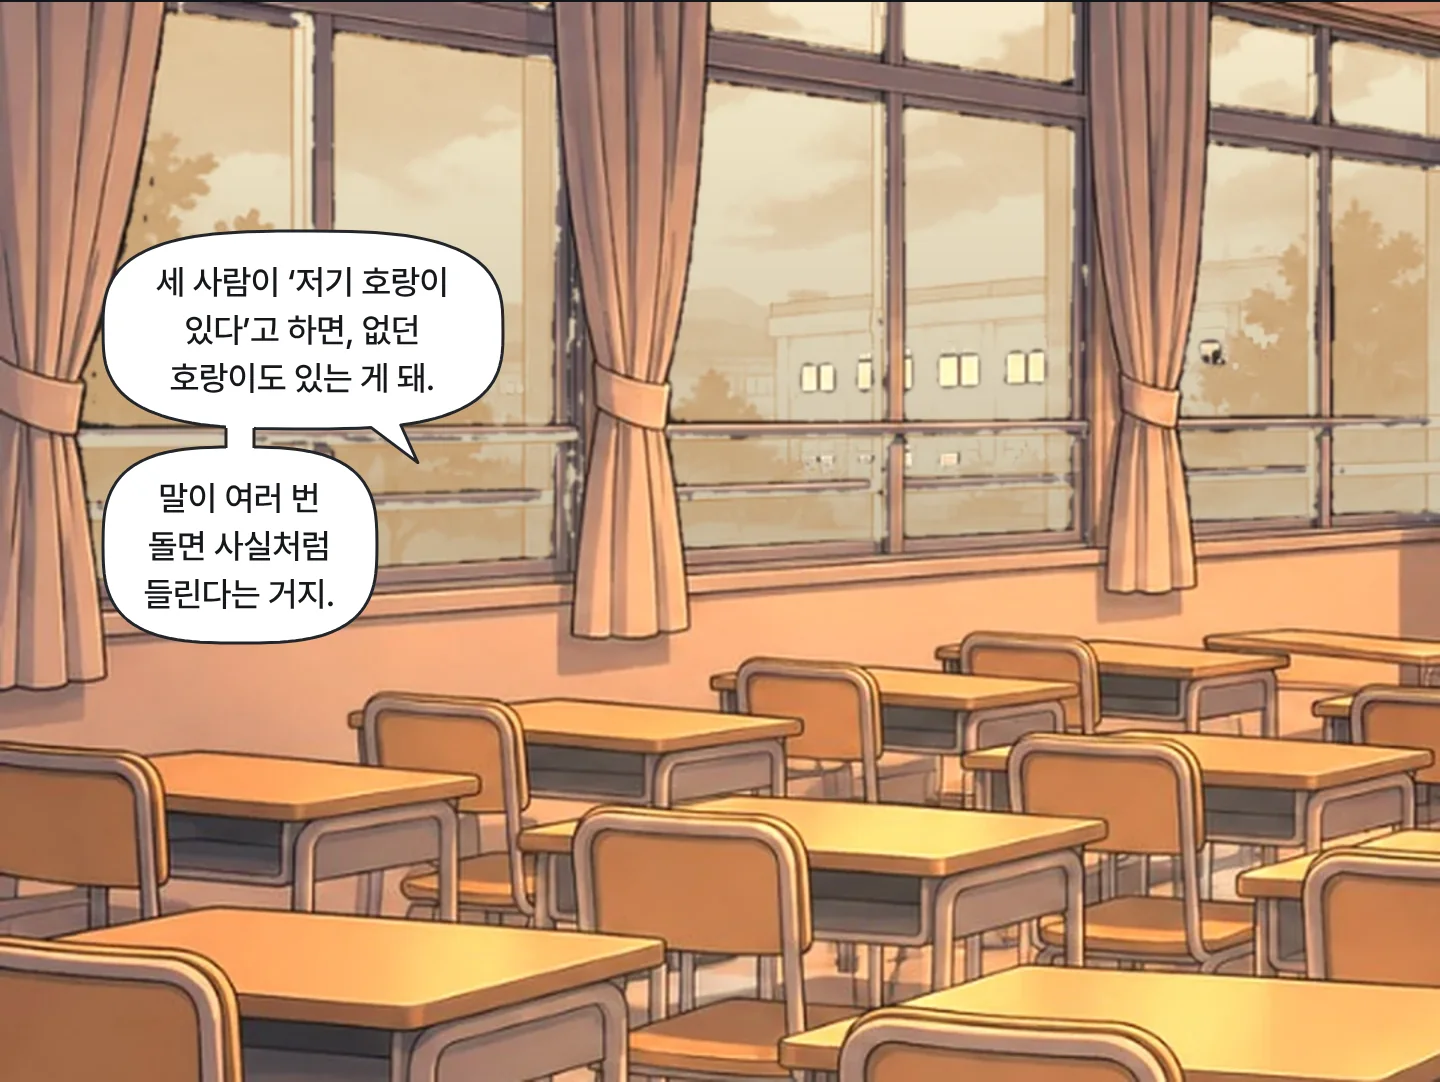 세 사람이 ‘저기 호랑이
있다’고 하면, 없던
호랑이도 있는 게 돼.
말이 여러 번
돌면 사실처럼
들린다는 거지.